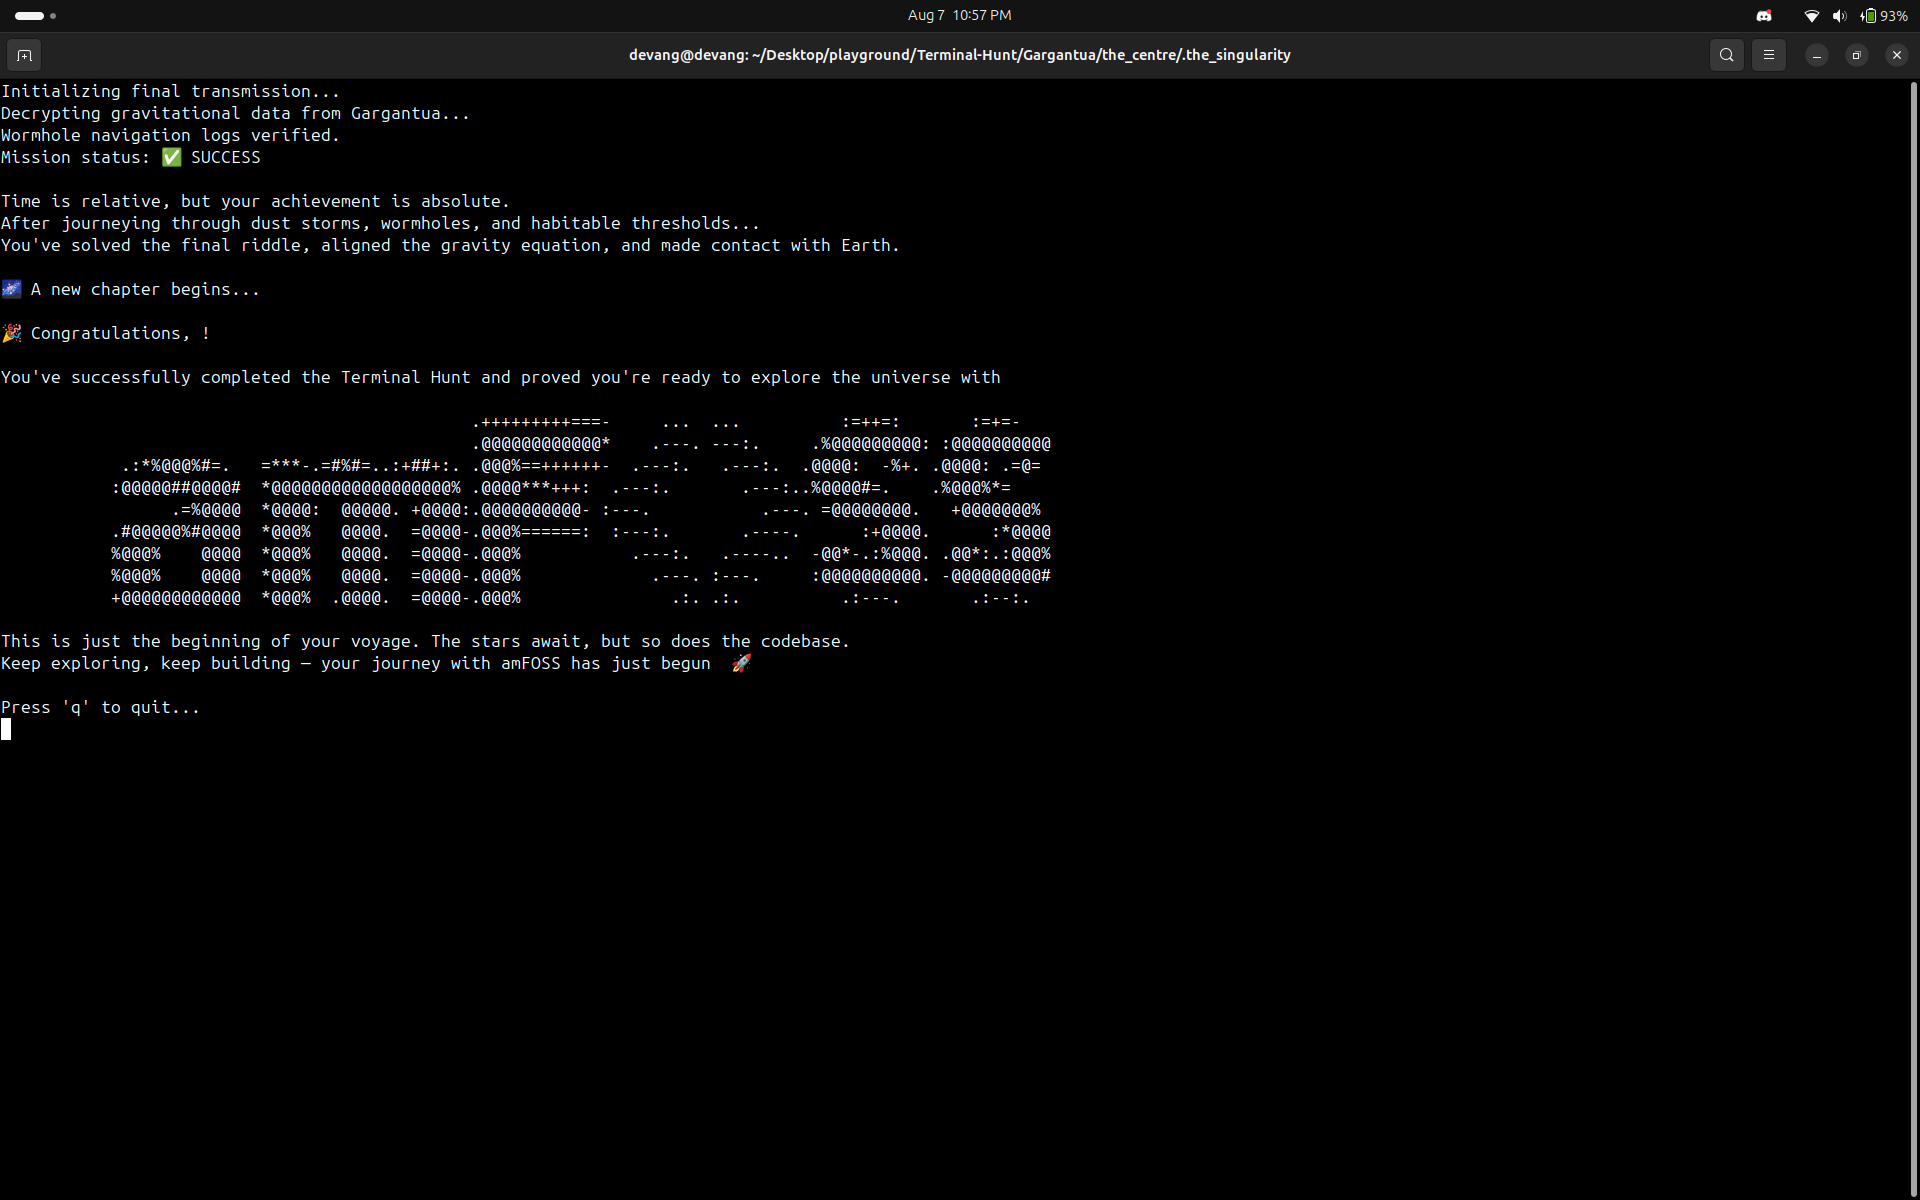 Aug 7 10:57 PM
93%
devang@devang: ~/Desktop/playground/Terminal-Hunt/Gargantua/the_centre/.the_singularity
Initializing final transmission...
Decrypting gravitational data from Gargantua...
Wormhole navigation logs verified.
Mission status: ✅ SUCCESS
Time is relative, but your achievement is absolute.
After journeying through dust storms, wormholes, and habitable thresholds...
You've solved the final riddle, aligned the gravity equation, and made contact with Earth.
🌌 A new chapter begins...
🎉 Congratulations, !
You've successfully completed the Terminal Hunt and proved you're ready to explore the universe with
amFOSS
This is just the beginning of your voyage. The stars await, but so does the codebase.
Keep exploring, keep building — your journey with amFOSS has just begun 🚀
Press 'q' to quit...